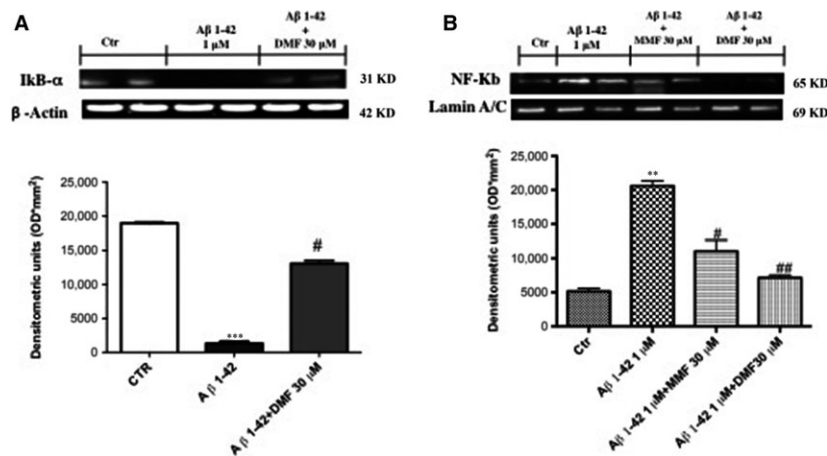 A
Ctr
Aβ 1-42
1 µM
Aβ 1-42
+
DMF 30 µM
IkB-α
31 KD
β-Actin
42 KD
Densitometric units (OD*mm²)
25,000
20,000
15,000
10,000
5000
0
***
#
CTR
A β 1-42
A β 1-42+DMF 30 µM
B
Ctr
Aβ 1-42
1 µM
Aβ 1-42
+
MMF 30 µM
Aβ 1-42
+
DMF 30 µM
NF-Kb
65 KD
Lamin A/C
69 KD
Densitometric units (OD*mm²)
25,000
20,000
15,000
10,000
5000
0
**
#
##
Ctr
Aβ 1-42 1 µM
Aβ 1-42 1 µM+MMF 30 µM
Aβ 1-42 1 µM+DMF30 µM